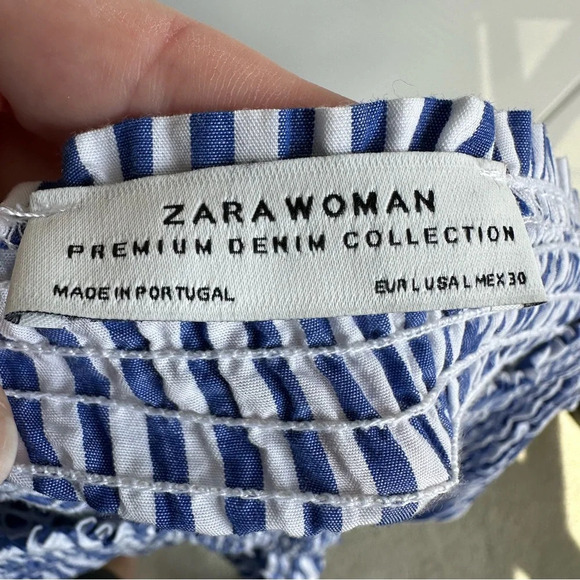 ZARA WOMAN
PREMIUM DENIM COLLECTION
MADE IN PORTUGAL EUR L USA L MEX 30